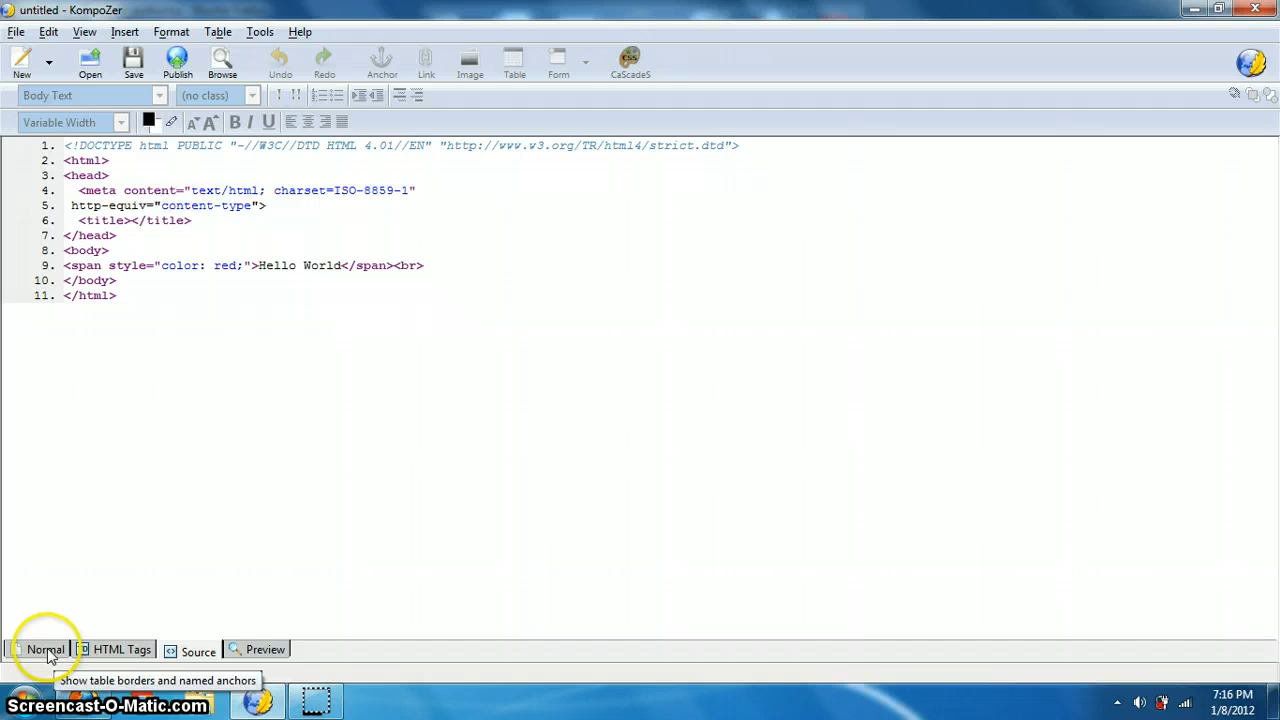 untitled - KompoZer
File Edit View Insert Format Table Tools Help
New Open Save Publish Browse Undo Redo Anchor Link Image Table Form CaScadeS
Body Text (no class)
Variable Width B I U
1. <!DOCTYPE html PUBLIC "-//W3C//DTD HTML 4.01//EN" "http://www.w3.org/TR/html4/strict.dtd">
2. <html>
3. <head>
4. <meta content="text/html; charset=ISO-8859-1"
5. http-equiv="content-type">
6. <title></title>
7. </head>
8. <body>
9. <span style="color: red;">Hello World</span><br>
10. </body>
11. </html>
Normal HTML Tags Source Preview
Show table borders and named anchors
Screencast-O-Matic.com
7:16 PM
1/8/2012